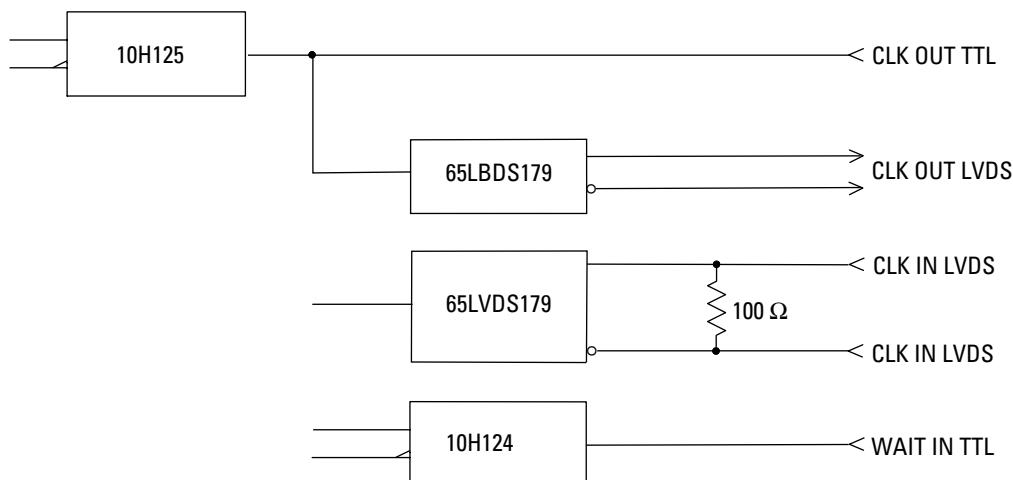 10H125
CLK OUT TTL
65LBDS179
CLK OUT LVDS
65LVDS179
CLK IN LVDS
100 Ω
CLK IN LVDS
10H124
WAIT IN TTL